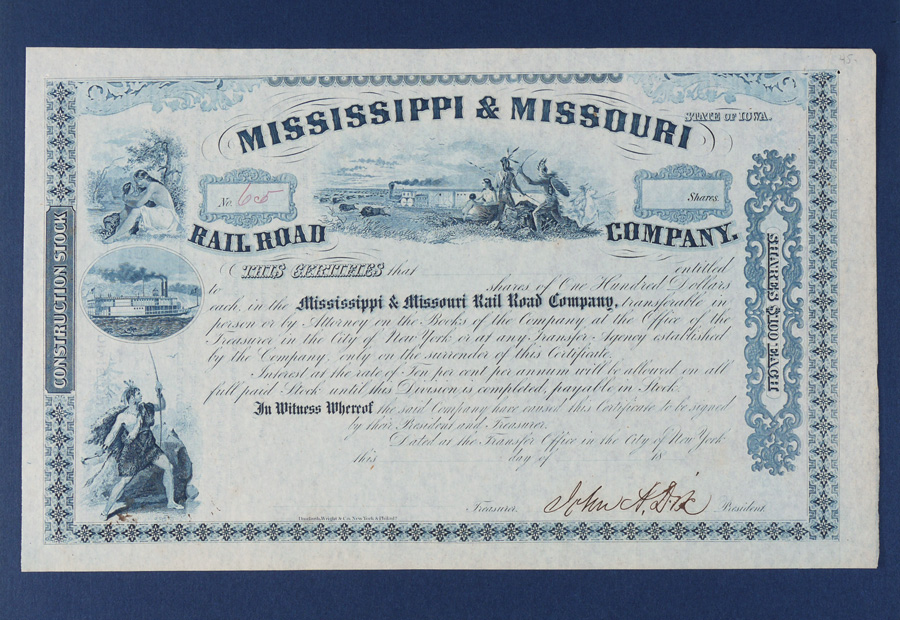 45.
MISSISSIPPI & MISSOURI
STATE OF IOWA.
No. 605
Shares.
RAIL ROAD COMPANY.
CONSTRUCTION STOCK
SHARES $100 EACH
THIS CERTIFIES that entitled
to shares of One Hundred Dollars
each, in the Mississippi & Missouri Rail Road Company, transferable in
person or by Attorney on the Books of the Company at the Office of the
Treasurer in the City of New York or at any Transfer Agency established
by the Company, only on the surrender of this Certificate.
Interest at the rate of Ten per cent per annum will be allowed on all
full paid Stock until this Division is completed, payable in Stock.
In Witness Whereof the said Company have caused this Certificate to be signed
by their President and Treasurer.
Dated at the Transfer Office in the City of New York
this day of 18
Treasurer. John A. Dix President.
Danforth, Wright & Co. New York & Philada